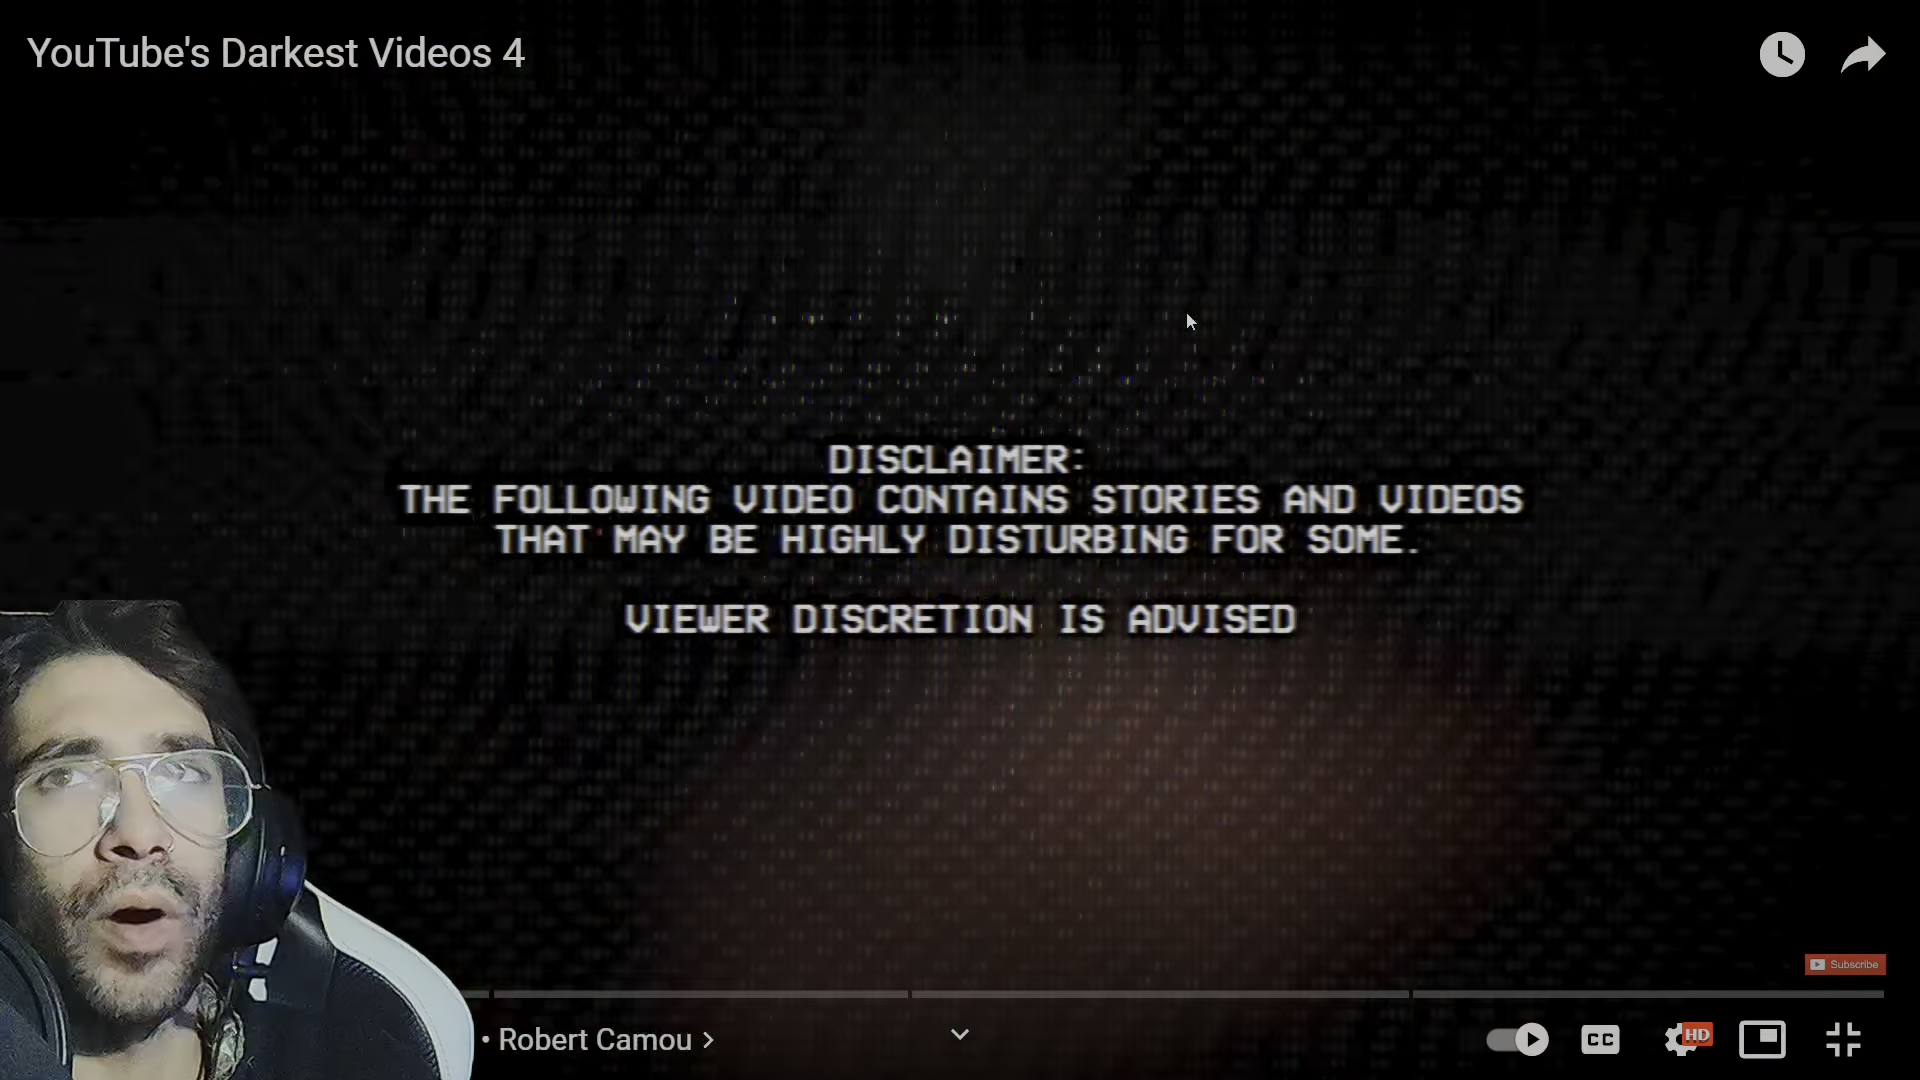 YouTube's Darkest Videos 4
DISCLAIMER:
THE FOLLOWING VIDEO CONTAINS STORIES AND VIDEOS
THAT MAY BE HIGHLY DISTURBING FOR SOME.
VIEWER DISCRETION IS ADVISED
Subscribe
• Robert Camou
CC
HD